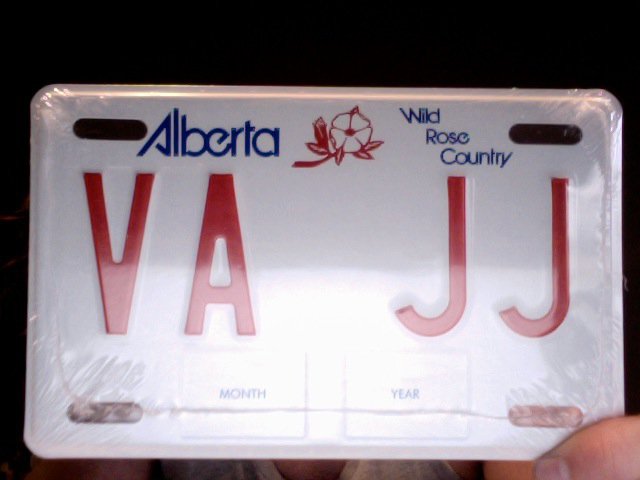 Alberta
Wild
Rose
Country
VA JJ
MONTH YEAR